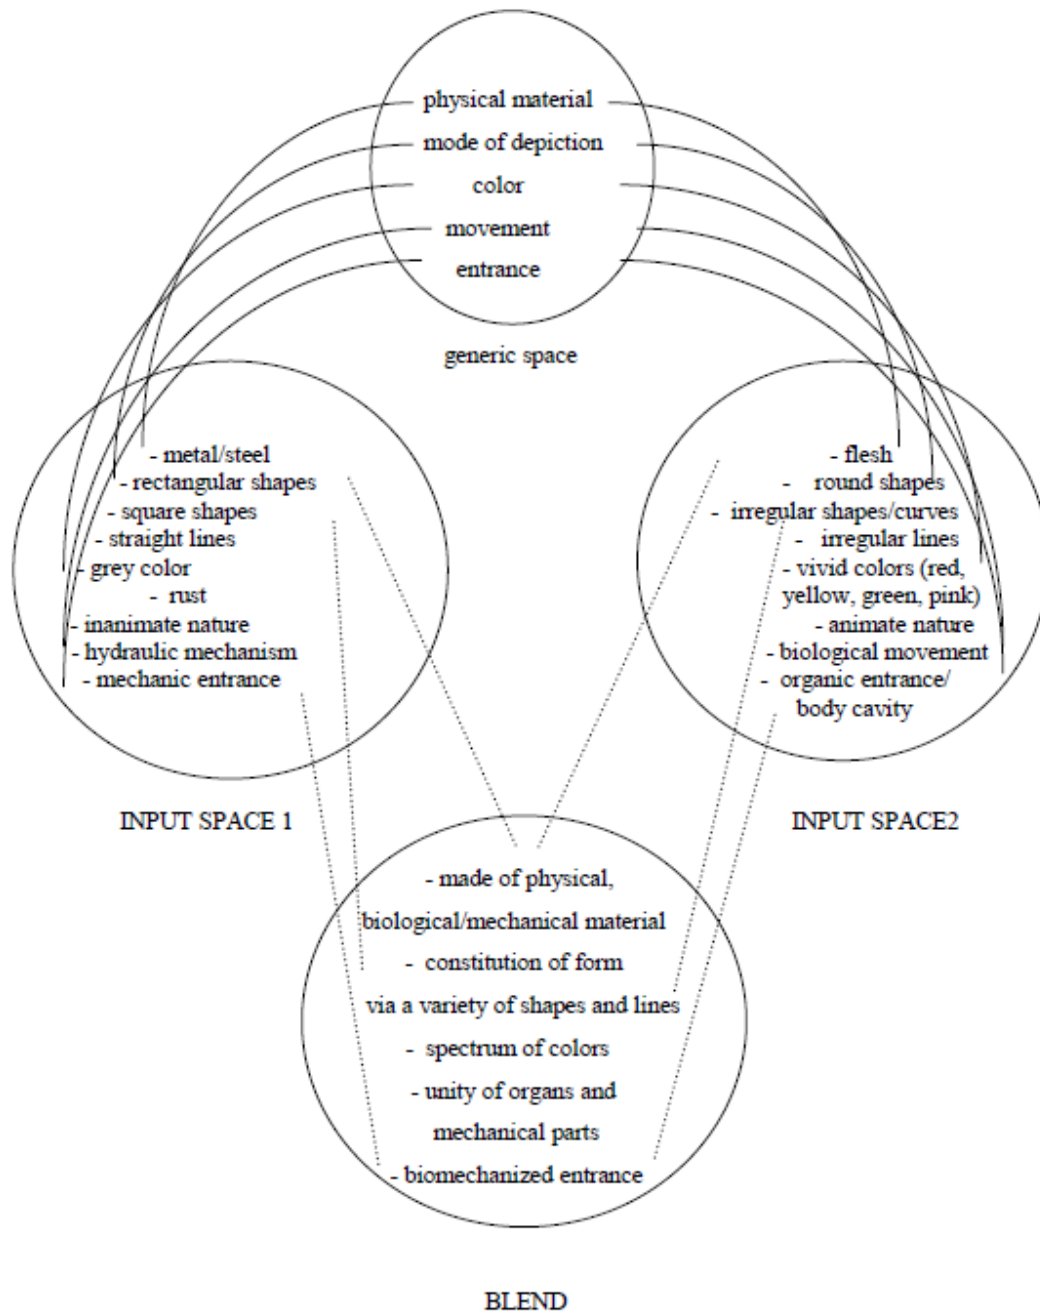 physical material
mode of depiction
color
movement
entrance
generic space
- metal/steel
- rectangular shapes
- square shapes
- straight lines
- grey color
- rust
- inanimate nature
- hydraulic mechanism
- mechanic entrance
INPUT SPACE 1
- flesh
- round shapes
- irregular shapes/curves
- irregular lines
- vivid colors (red,
yellow, green, pink)
- animate nature
- biological movement
- organic entrance/
body cavity
INPUT SPACE2
- made of physical,
biological/mechanical material
- constitution of form
via a variety of shapes and lines
- spectrum of colors
- unity of organs and
mechanical parts
- biomechanized entrance
BLEND